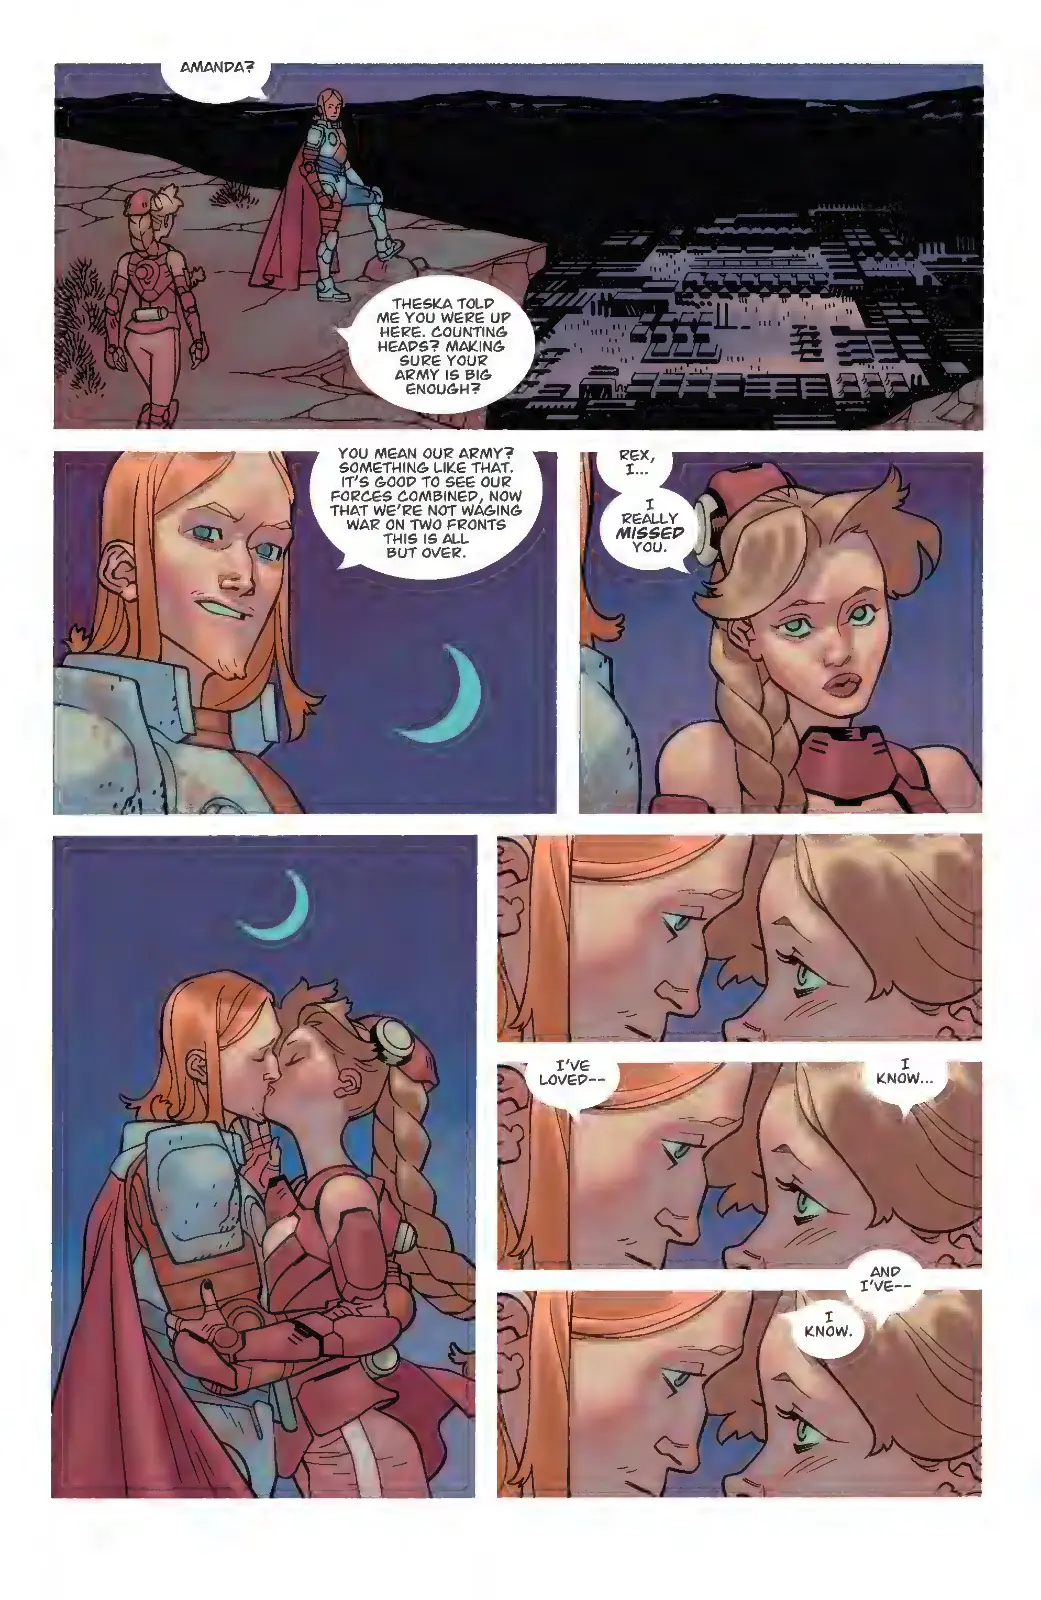 AMANDA?
THESKA TOLD
ME YOU WERE UP
HERE. COUNTING
HEADS? MAKING
SURE YOUR
ARMY IS BIG
ENOUGH?
YOU MEAN OUR ARMY?
SOMETHING LIKE THAT.
IT'S GOOD TO SEE OUR
FORCES COMBINED, NOW
THAT WE'RE NOT WAGING
WAR ON TWO FRONTS
THIS IS ALL
BUT OVER.
REX,
I...
I
REALLY
MISSED
YOU.
I'VE
LOVED--
I
KNOW...
AND
I'VE--
I
KNOW.